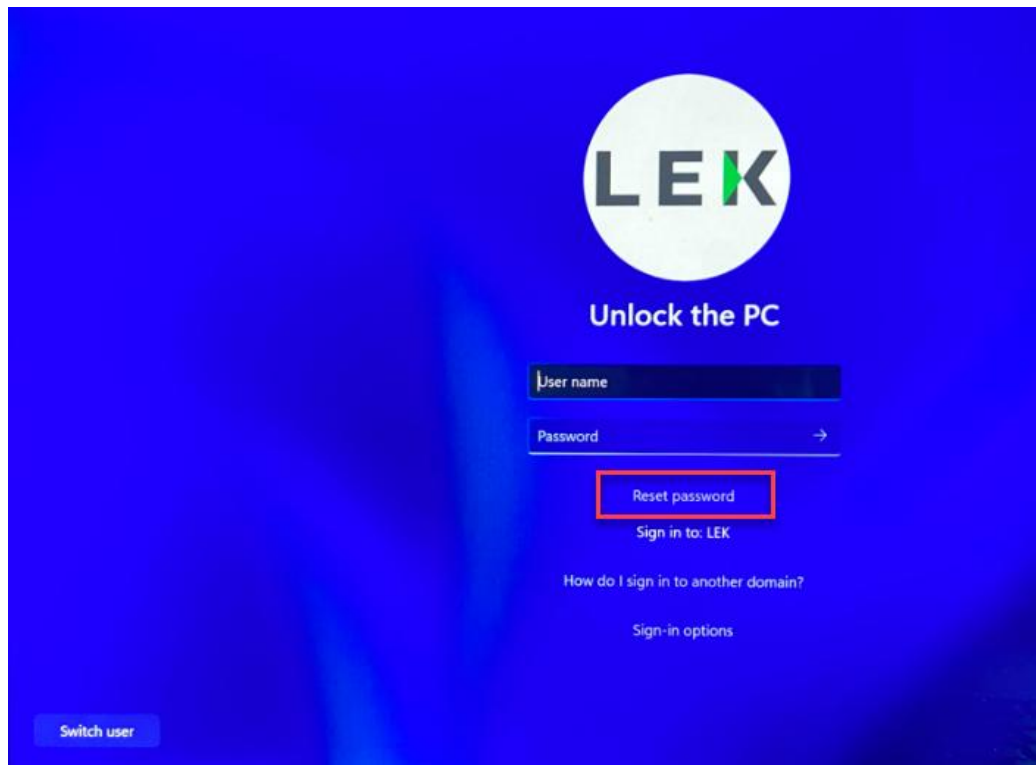 LEK
Unlock the PC
User name
Password
Reset password
Sign in to: LEK
How do I sign in to another domain?
Sign-in options
Switch user